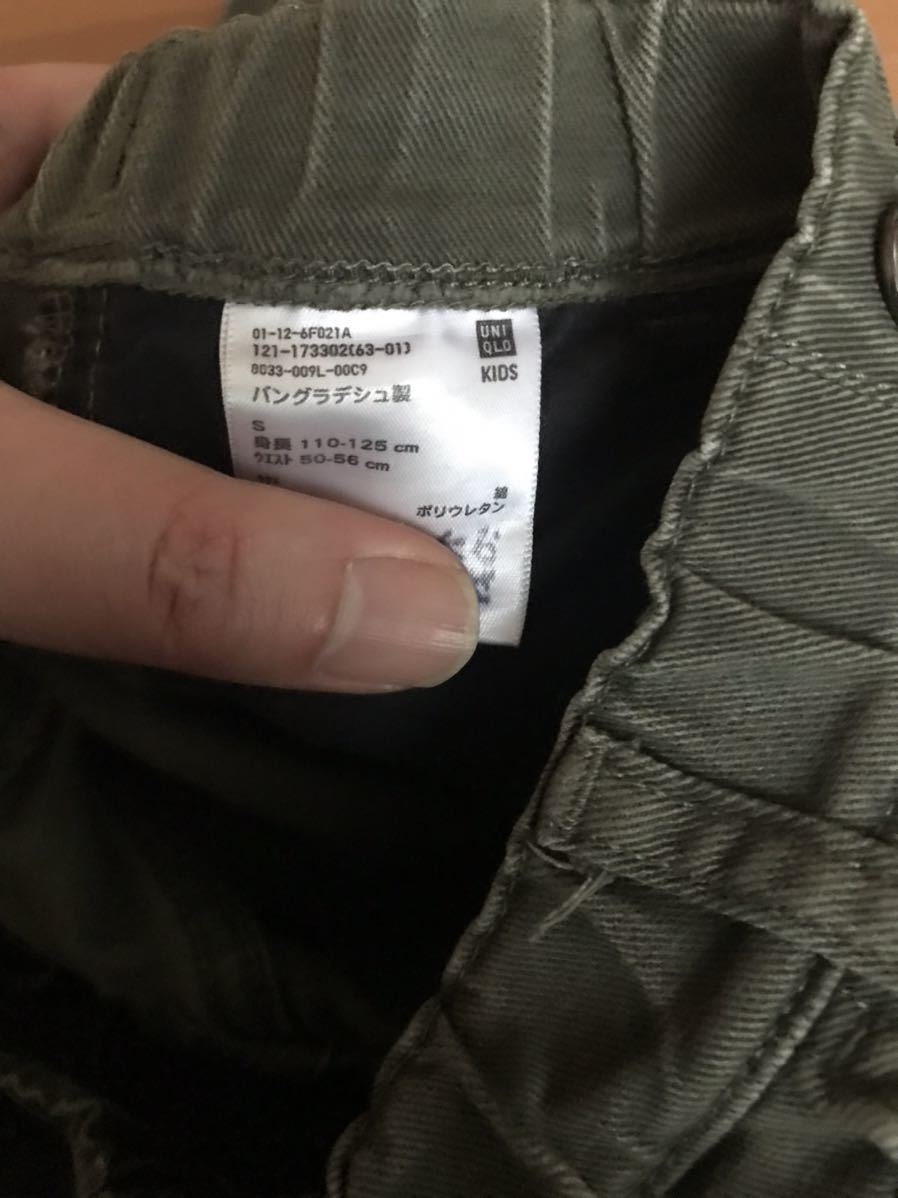 01-12-6F021A
121-173302(63-01)
8033-009L-00C9
バングラデシュ製
UNI
QLO
KIDS
S
身長 110-125 cm
ウエスト 50-56 cm
綿
ポリウレタン